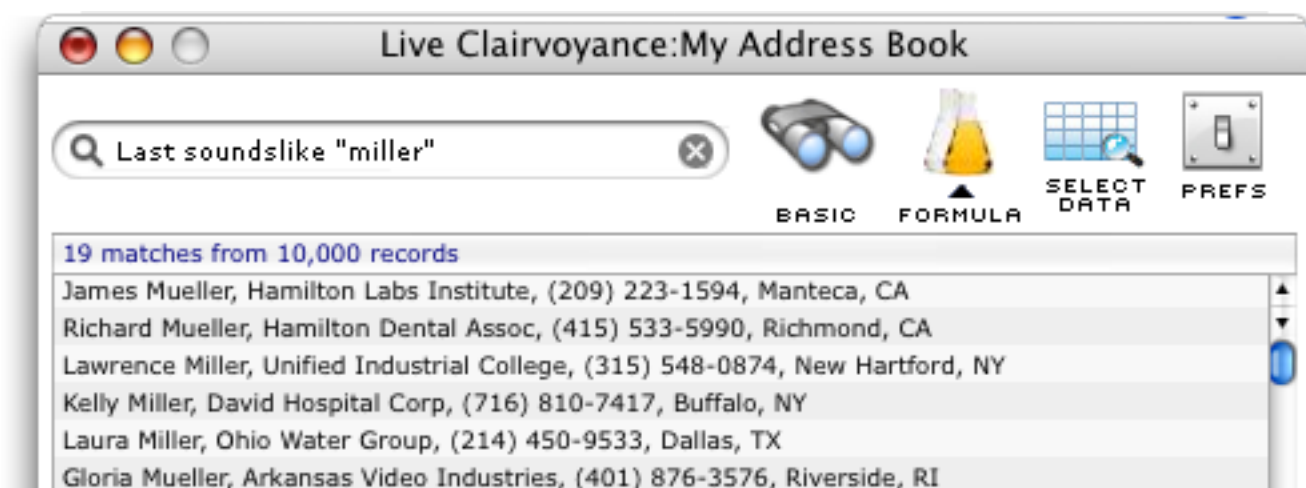 Live Clairvoyance:My Address Book
Last soundslike "miller"
BASIC
FORMULA
SELECT
DATA
PREFS
19 matches from 10,000 records
James Mueller, Hamilton Labs Institute, (209) 223-1594, Manteca, CA
Richard Mueller, Hamilton Dental Assoc, (415) 533-5990, Richmond, CA
Lawrence Miller, Unified Industrial College, (315) 548-0874, New Hartford, NY
Kelly Miller, David Hospital Corp, (716) 810-7417, Buffalo, NY
Laura Miller, Ohio Water Group, (214) 450-9533, Dallas, TX
Gloria Mueller, Arkansas Video Industries, (401) 876-3576, Riverside, RI